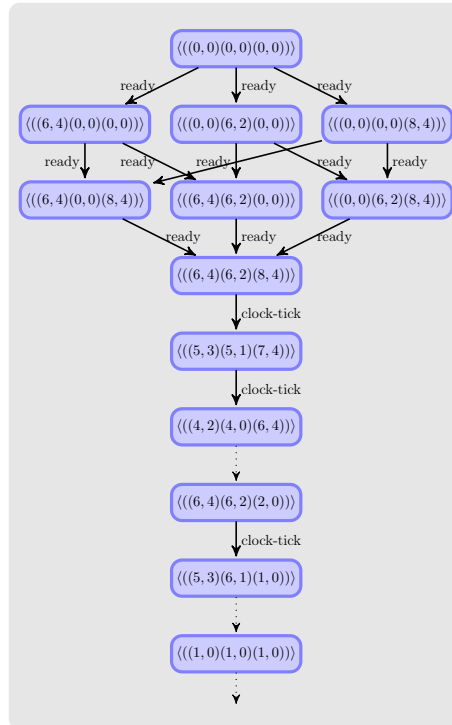 ⟨((0, 0)(0, 0)(0, 0))⟩
ready ready ready
⟨((6, 4)(0, 0)(0, 0))⟩ ⟨((0, 0)(6, 2)(0, 0))⟩ ⟨((0, 0)(0, 0)(8, 4))⟩
ready ready ready ready ready
⟨((6, 4)(0, 0)(8, 4))⟩ ⟨((6, 4)(6, 2)(0, 0))⟩ ⟨((0, 0)(6, 2)(8, 4))⟩
ready ready ready
⟨((6, 4)(6, 2)(8, 4))⟩
clock-tick
⟨((5, 3)(5, 1)(7, 4))⟩
clock-tick
⟨((4, 2)(4, 0)(6, 4))⟩
⟨((6, 4)(6, 2)(2, 0))⟩
clock-tick
⟨((5, 3)(6, 1)(1, 0))⟩
⟨((1, 0)(1, 0)(1, 0))⟩